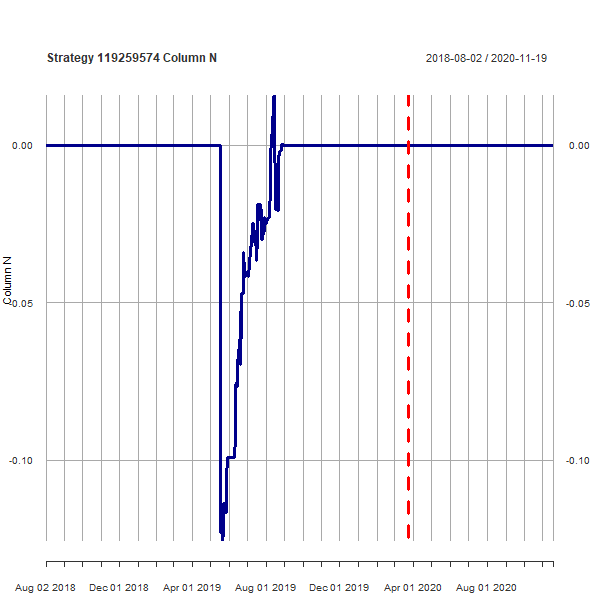 Strategy 119259574 Column N
2018-08-02 / 2020-11-19
0.00
0.00
Column N
-0.05
-0.05
-0.10
-0.10
Aug 02 2018
Dec 01 2018
Apr 01 2019
Aug 01 2019
Dec 01 2019
Apr 01 2020
Aug 01 2020